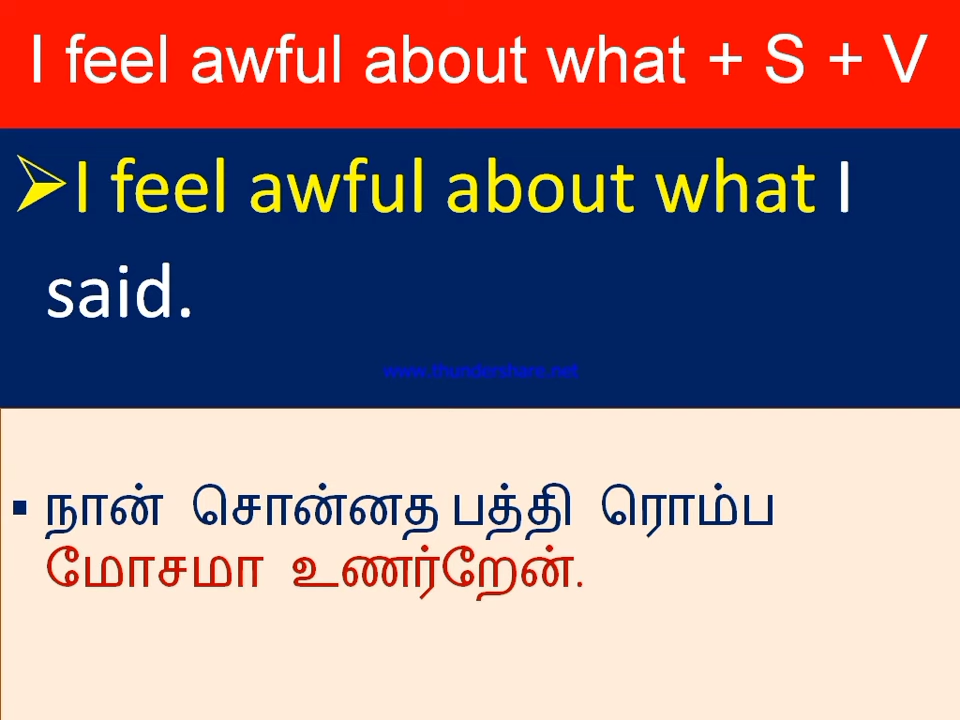 I feel awful about what + S + V
➢I feel awful about what I
said.
www.thundershare.net
▪ நான் சொன்னத பத்தி ரொம்ப
மோசமா உணர்றேன்.